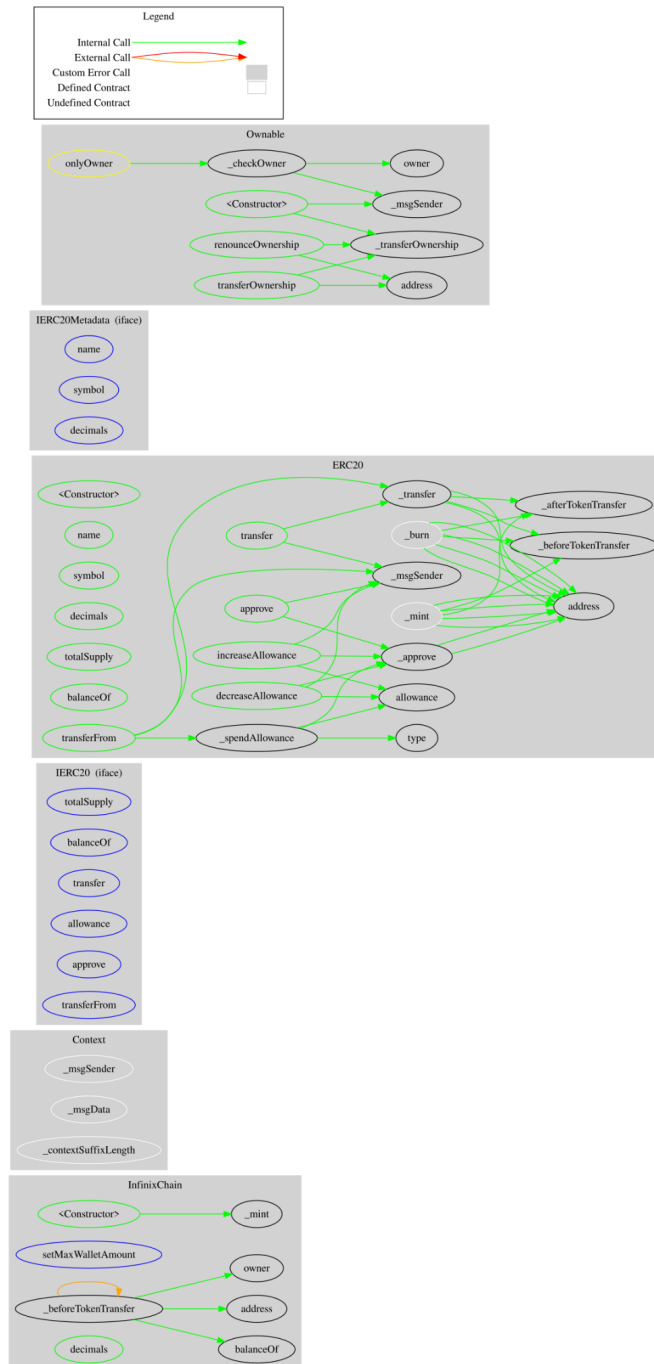 Legend
Internal Call
External Call
Custom Error Call
Defined Contract
Undefined Contract
Ownable
onlyOwner
_checkOwner
owner
<Constructor>
_msgSender
renounceOwnership
_transferOwnership
transferOwnership
address
IERC20Metadata (iface)
name
symbol
decimals
ERC20
<Constructor>
_transfer
_afterTokenTransfer
name
transfer
_burn
_beforeTokenTransfer
symbol
_msgSender
decimals
approve
_mint
address
totalSupply
increaseAllowance
_approve
balanceOf
decreaseAllowance
allowance
transferFrom
_spendAllowance
type
IERC20 (iface)
totalSupply
balanceOf
transfer
allowance
approve
transferFrom
Context
_msgSender
_msgData
_contextSuffixLength
InfinixChain
<Constructor>
_mint
setMaxWalletAmount
owner
_beforeTokenTransfer
address
decimals
balanceOf